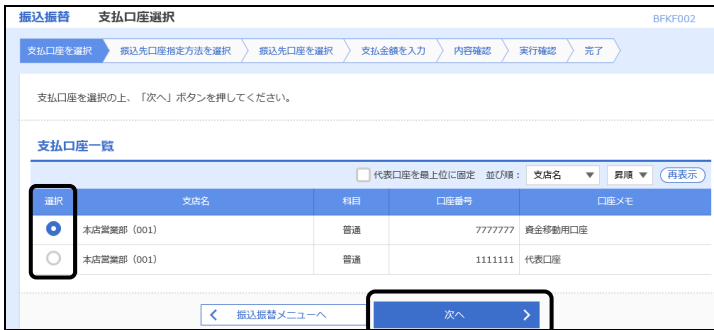 振込振替 支払口座選択 BFKF002
支払口座を選択 振込先口座指定方法を選択 振込先口座を選択 支払金額を入力 内容確認 実行確認 完了
支払口座を選択の上、「次へ」ボタンを押してください。
支払口座一覧
代表口座を最上位に固定 並び順： 支店名 ▼ 昇順 ▼ 再表示
選択 支店名 科目 口座番号 口座メモ
本店営業部（001） 普通 7777777 資金移動用口座
本店営業部（001） 普通 1111111 代表口座
振込振替メニューへ 次へ